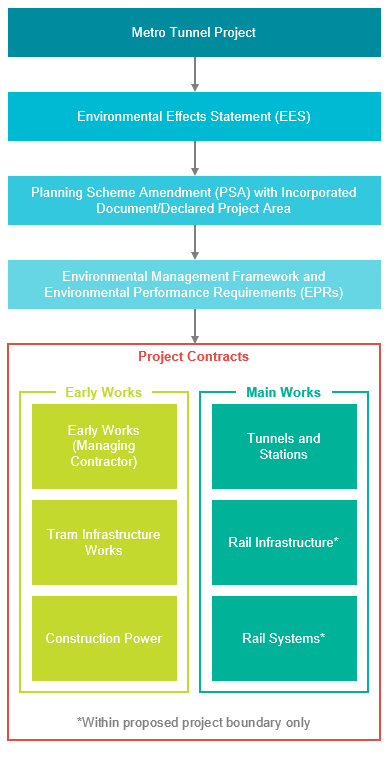 Metro Tunnel Project
Environmental Effects Statement (EES)
Planning Scheme Amendment (PSA) with Incorporated
Document/Declared Project Area
Environmental Management Framework and
Environmental Performance Requirements (EPRs)
Project Contracts
Early Works
Early Works
(Managing
Contractor)
Tram Infrastructure
Works
Construction Power
Main Works
Tunnels and
Stations
Rail Infrastructure*
Rail Systems*
*Within proposed project boundary only